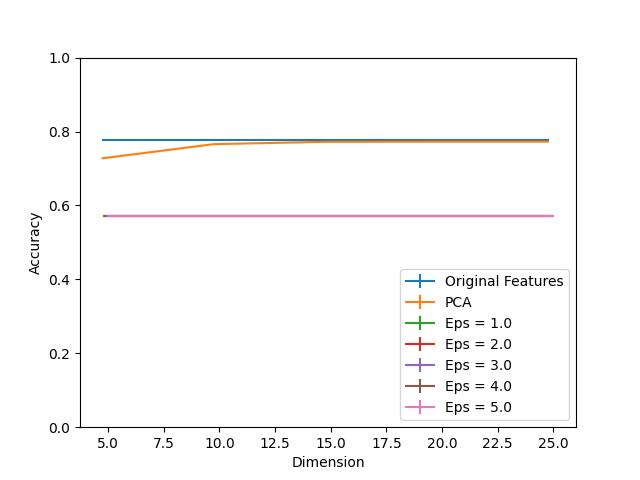 1.0
0.8
0.6
0.4
0.2
0.0
Accuracy
Original Features
PCA
Eps = 1.0
Eps = 2.0
Eps = 3.0
Eps = 4.0
Eps = 5.0
5.0 7.5 10.0 12.5 15.0 17.5 20.0 22.5 25.0
Dimension